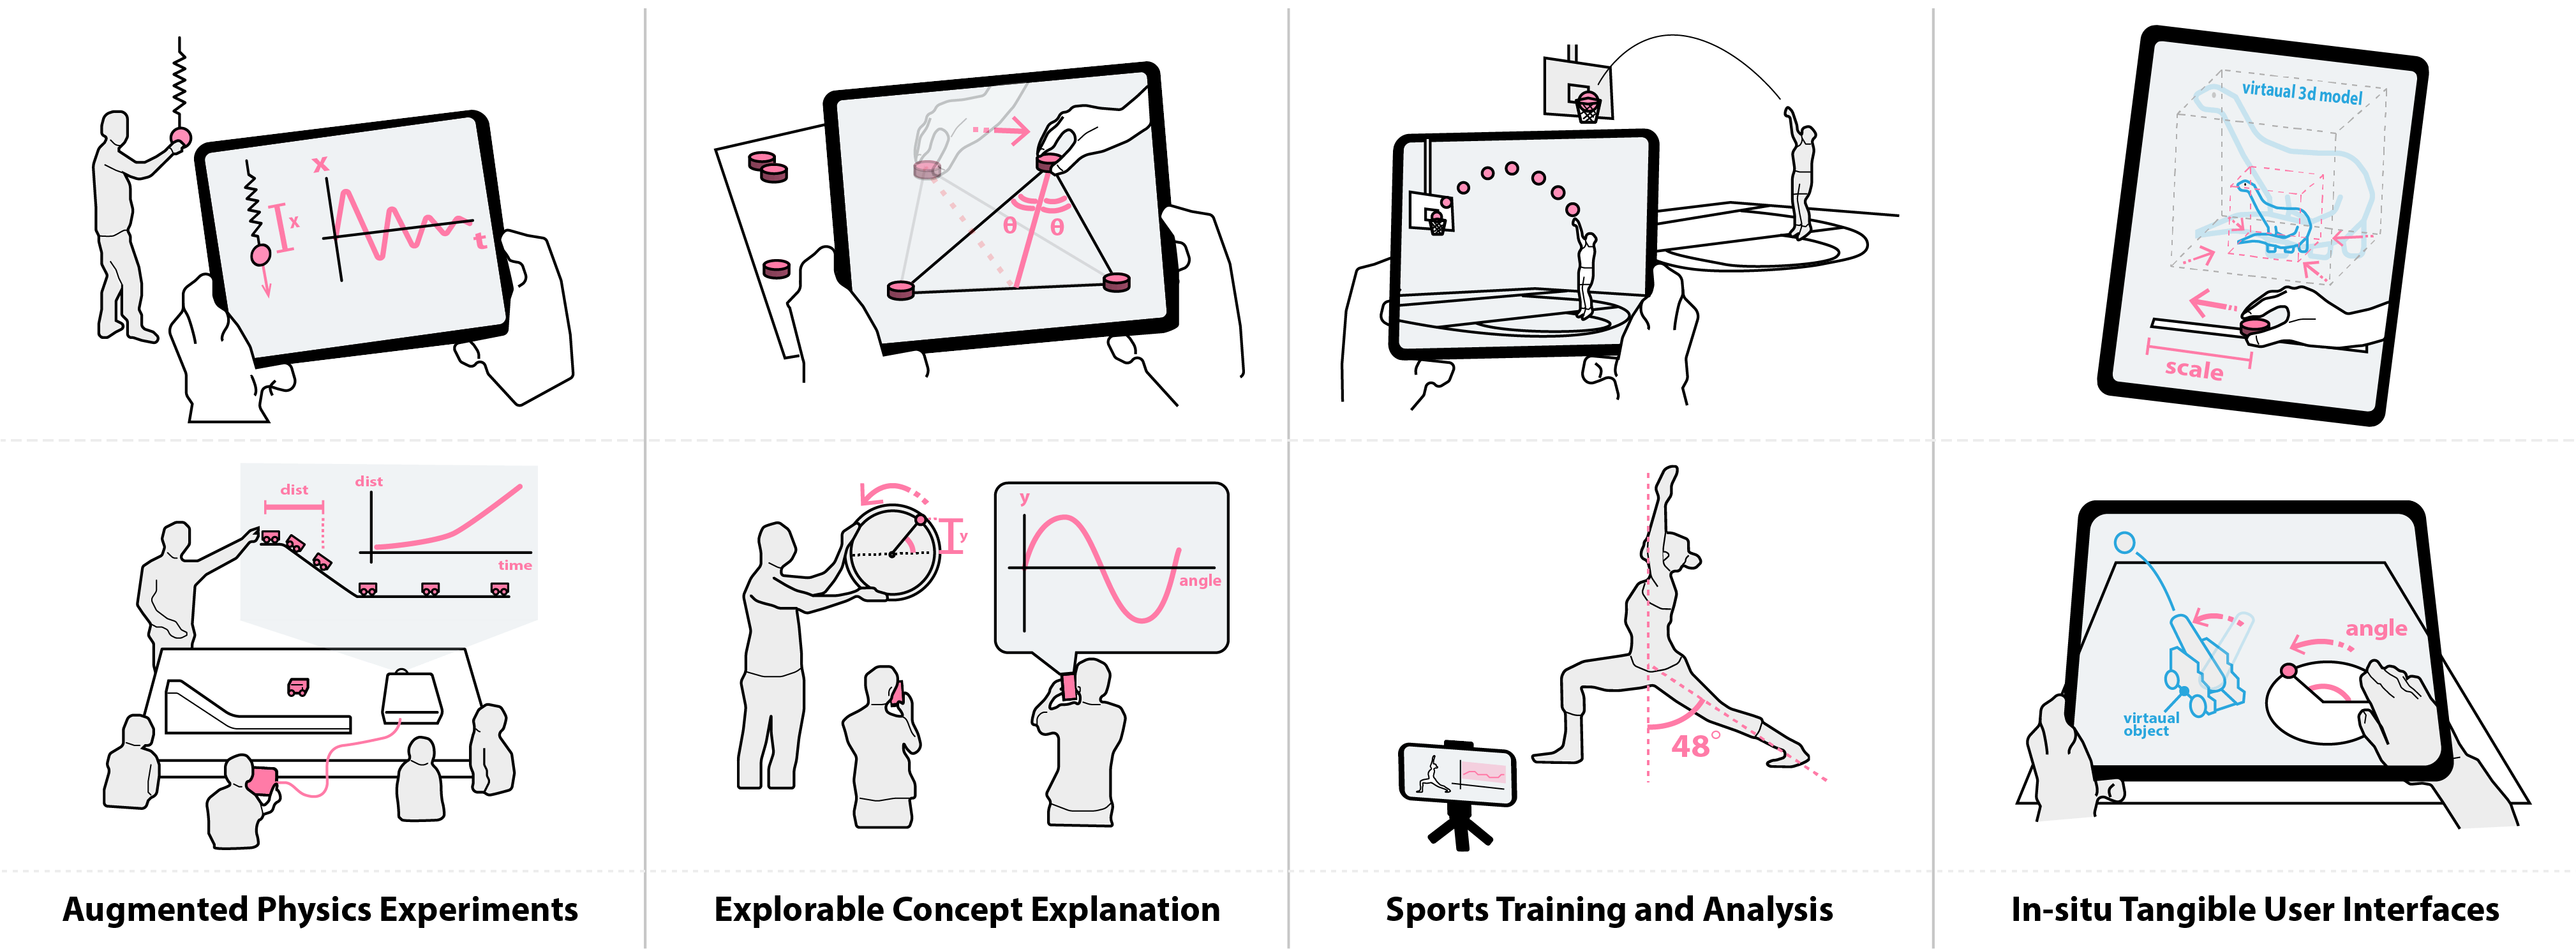 x
x
t
θ
θ
virtaual 3d model
scale
dist
dist
time
y
y
angle
48°
angle
virtaual
object
Augmented Physics Experiments
Explorable Concept Explanation
Sports Training and Analysis
In-situ Tangible User Interfaces